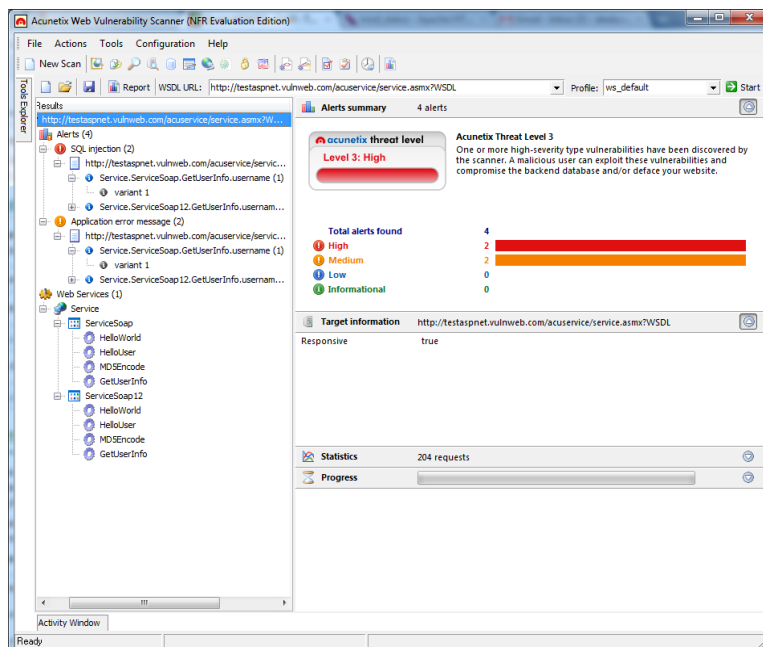 Acunetix Web Vulnerability Scanner (NFR Evaluation Edition)
File Actions Tools Configuration Help
New Scan
Tools Explorer
Report WSDL URL: http://testaspnet.vulnweb.com/acuservice/service.asmx?WSDL Profile: ws_default Start
Results
http://testaspnet.vulnweb.com/acuservice/service.asmx?W...
Alerts (4)
SQL injection (2)
http://testaspnet.vulnweb.com/acuservice/servic...
Service.ServiceSoap.GetUserInfo.username (1)
variant 1
Service.ServiceSoap12.GetUserInfo.usernam...
Application error message (2)
http://testaspnet.vulnweb.com/acuservice/servic...
Service.ServiceSoap.GetUserInfo.username (1)
variant 1
Service.ServiceSoap12.GetUserInfo.usernam...
Web Services (1)
Service
ServiceSoap
HelloWorld
HelloUser
MD5Encode
GetUserInfo
ServiceSoap12
HelloWorld
HelloUser
MD5Encode
GetUserInfo
Alerts summary 4 alerts
acunetix threat level
Level 3: High
Acunetix Threat Level 3
One or more high-severity type vulnerabilities have been discovered by
the scanner. A malicious user can exploit these vulnerabilities and
compromise the backend database and/or deface your website.
Total alerts found 4
High 2
Medium 2
Low 0
Informational 0
Target information http://testaspnet.vulnweb.com/acuservice/service.asmx?WSDL
Responsive true
Statistics 204 requests
Progress
Activity Window
Ready